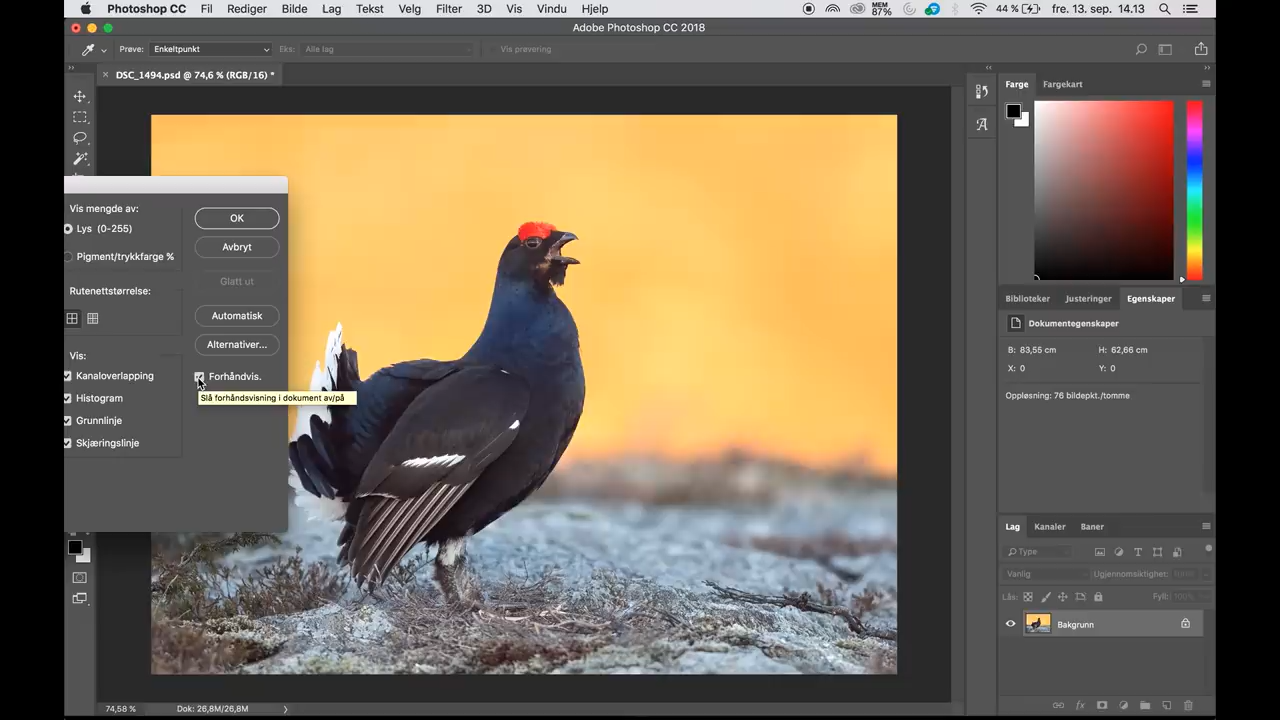 Photoshop CC Fil Rediger Bilde Lag Tekst Velg Filter 3D Vis Vindu Hjelp MEM 87% 44 % fre. 13. sep. 14.13
Adobe Photoshop CC 2018
Prøve: Enkeltpunkt Eks: Alle lag Vis prøvering
DSC_1494.psd @ 74,6 % (RGB/16) *
Vis mengde av:
Lys (0-255)
Pigment/trykkfarge %
Rutenettstørrelse:
Vis:
Kanaloverlapping
Histogram
Grunnlinje
Skjæringslinje
OK
Avbryt
Glatt ut
Automatisk
Alternativer...
Forhåndvis.
Slå forhåndsvisning i dokument av/på
Farge Fargekart
Biblioteker Justeringer Egenskaper
Dokumentegenskaper
B: 83,55 cm H: 62,66 cm
X: 0 Y: 0
Oppløsning: 76 bildepkt./tomme
Lag Kanaler Baner
Type
Vanlig Ugjennomsiktighet: 100%
Lås: Fyll: 100%
Bakgrunn
74,58 % Dok: 26,8M/26,8M